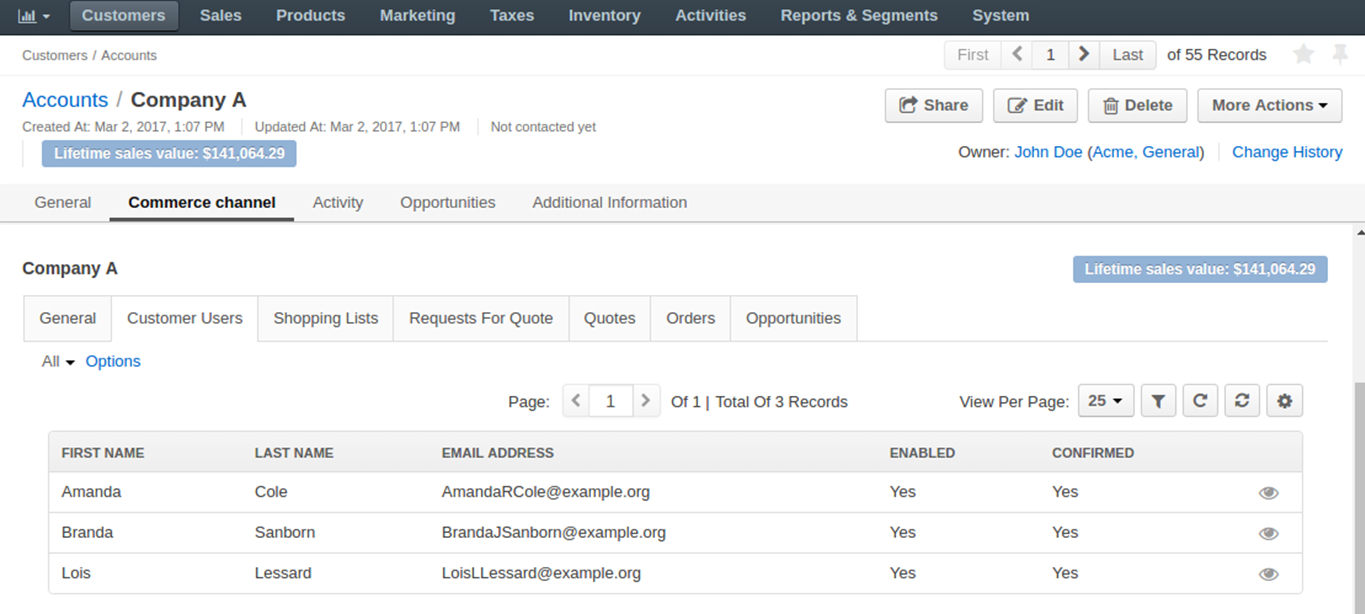 Customers Sales Products Marketing Taxes Inventory Activities Reports & Segments System
Customers / Accounts First 1 Last of 55 Records
Accounts / Company A Share Edit Delete More Actions
Created At: Mar 2, 2017, 1:07 PM Updated At: Mar 2, 2017, 1:07 PM Not contacted yet
Lifetime sales value: $141,064.29 Owner: John Doe (Acme, General) Change History
General Commerce channel Activity Opportunities Additional Information
Company A Lifetime sales value: $141,064.29
General Customer Users Shopping Lists Requests For Quote Quotes Orders Opportunities
All Options
Page: 1 Of 1 | Total Of 3 Records View Per Page: 25
FIRST NAME LAST NAME EMAIL ADDRESS ENABLED CONFIRMED
Amanda Cole AmandaRCole@example.org Yes Yes
Branda Sanborn BrandaJSanborn@example.org Yes Yes
Lois Lessard LoisLLessard@example.org Yes Yes